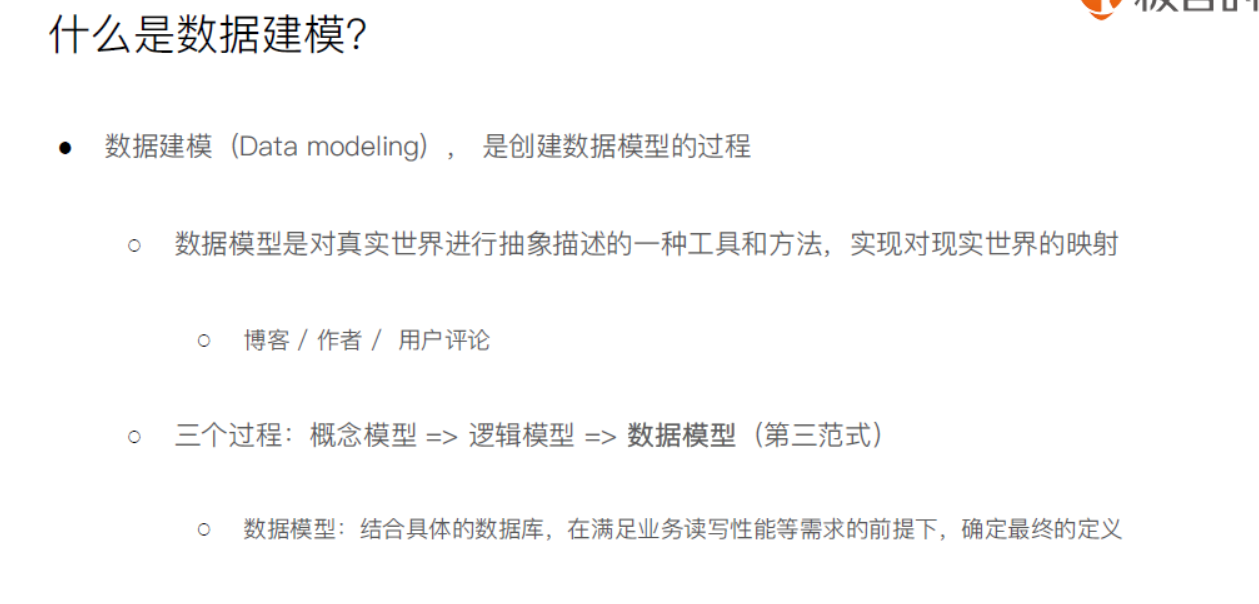 什么是数据建模？
● 数据建模（Data modeling）， 是创建数据模型的过程
○ 数据模型是对真实世界进行抽象描述的一种工具和方法，实现对现实世界的映射
○ 博客 / 作者 / 用户评论
○ 三个过程：概念模型 => 逻辑模型 => 数据模型（第三范式）
○ 数据模型：结合具体的数据库，在满足业务读写性能等需求的前提下，确定最终的定义